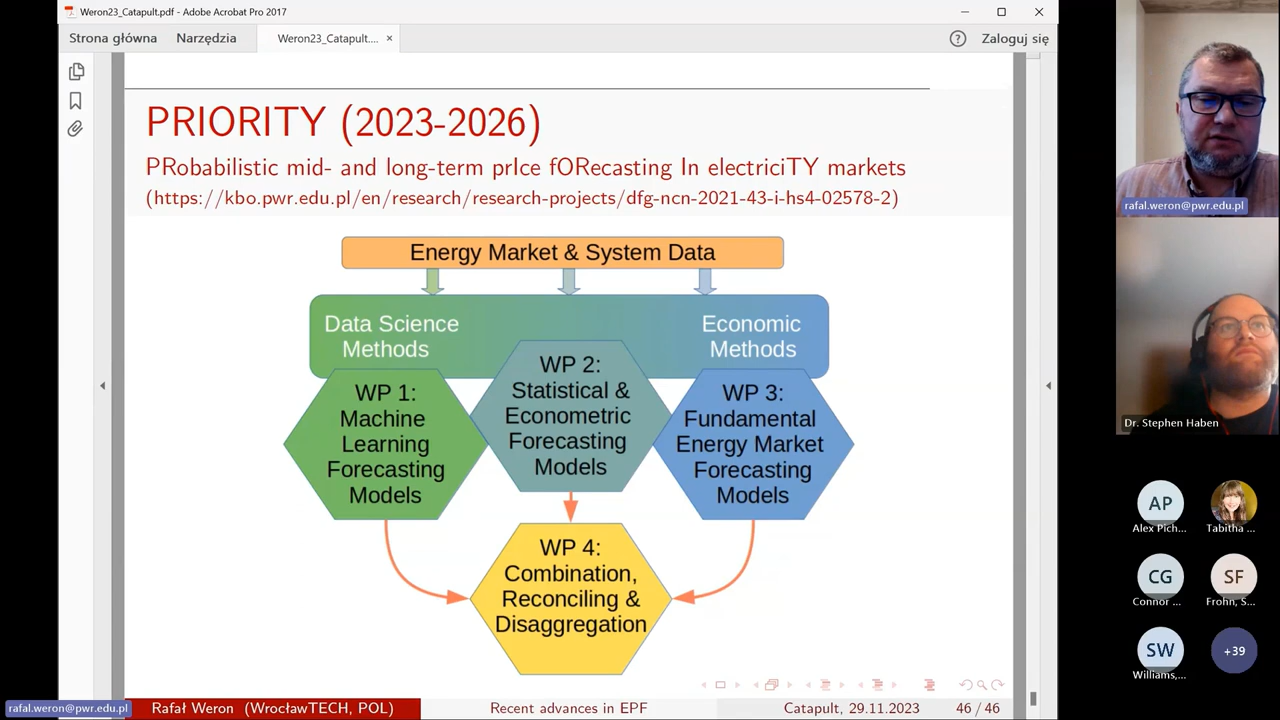 Weron23_Catapult.pdf - Adobe Acrobat Pro 2017
Strona główna Narzędzia Weron23_Catapult.... × Zaloguj się
PRIORITY (2023-2026)
PRobabilistic mid- and long-term prIce fORecasting In electriciTY markets
(https://kbo.pwr.edu.pl/en/research/research-projects/dfg-ncn-2021-43-i-hs4-02578-2)
Energy Market & System Data
Data Science
Methods
Economic
Methods
WP 1:
Machine
Learning
Forecasting
Models
WP 2:
Statistical &
Econometric
Forecasting
Models
WP 3:
Fundamental
Energy Market
Forecasting
Models
WP 4:
Combination,
Reconciling &
Disaggregation
Rafał Weron (WrocławTECH, POL) Recent advances in EPF Catapult, 29.11.2023 46 / 46
rafal.weron@pwr.edu.pl
rafal.weron@pwr.edu.pl
Dr. Stephen Haben
AP
Alex Pich...
Tabitha ...
CG
Connor ...
SF
Frohn, S...
SW
Williams,...
+39